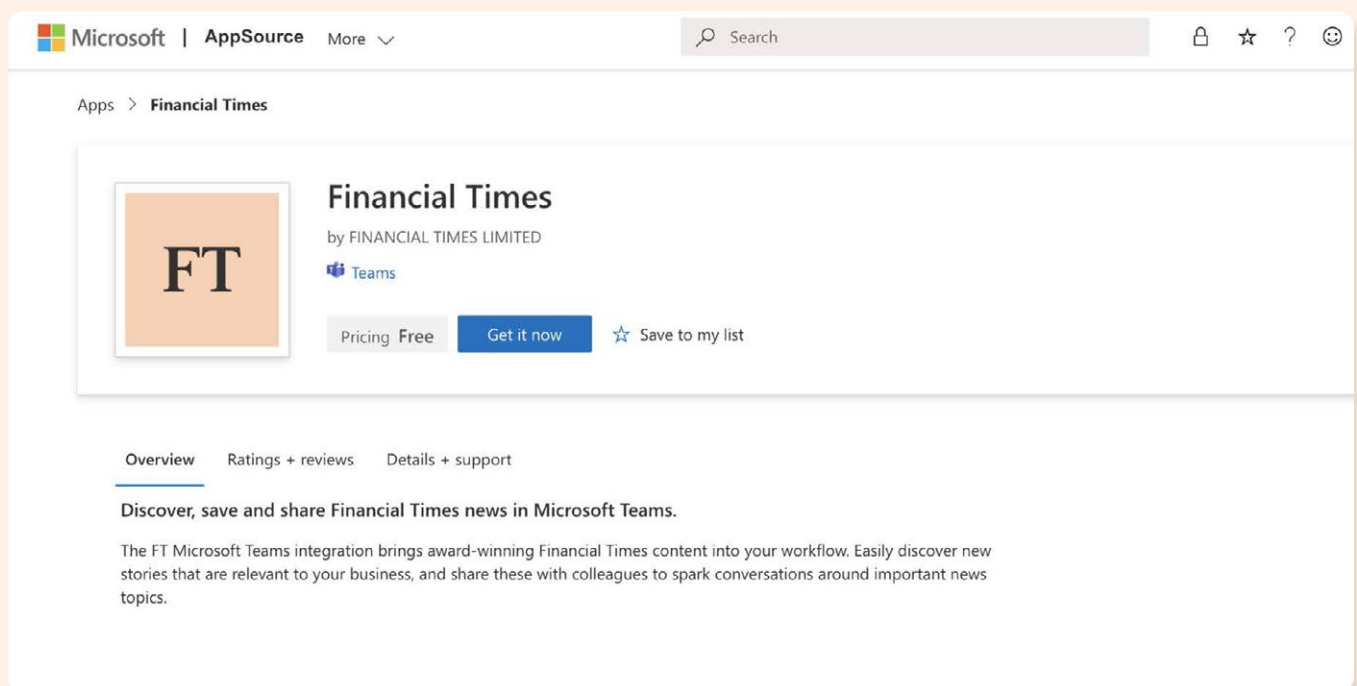 Microsoft | AppSource More
Search
Apps > Financial Times
FT
Financial Times
by FINANCIAL TIMES LIMITED
Teams
Pricing Free
Get it now
Save to my list
Overview Ratings + reviews Details + support
Discover, save and share Financial Times news in Microsoft Teams.
The FT Microsoft Teams integration brings award-winning Financial Times content into your workflow. Easily discover new
stories that are relevant to your business, and share these with colleagues to spark conversations around important news
topics.